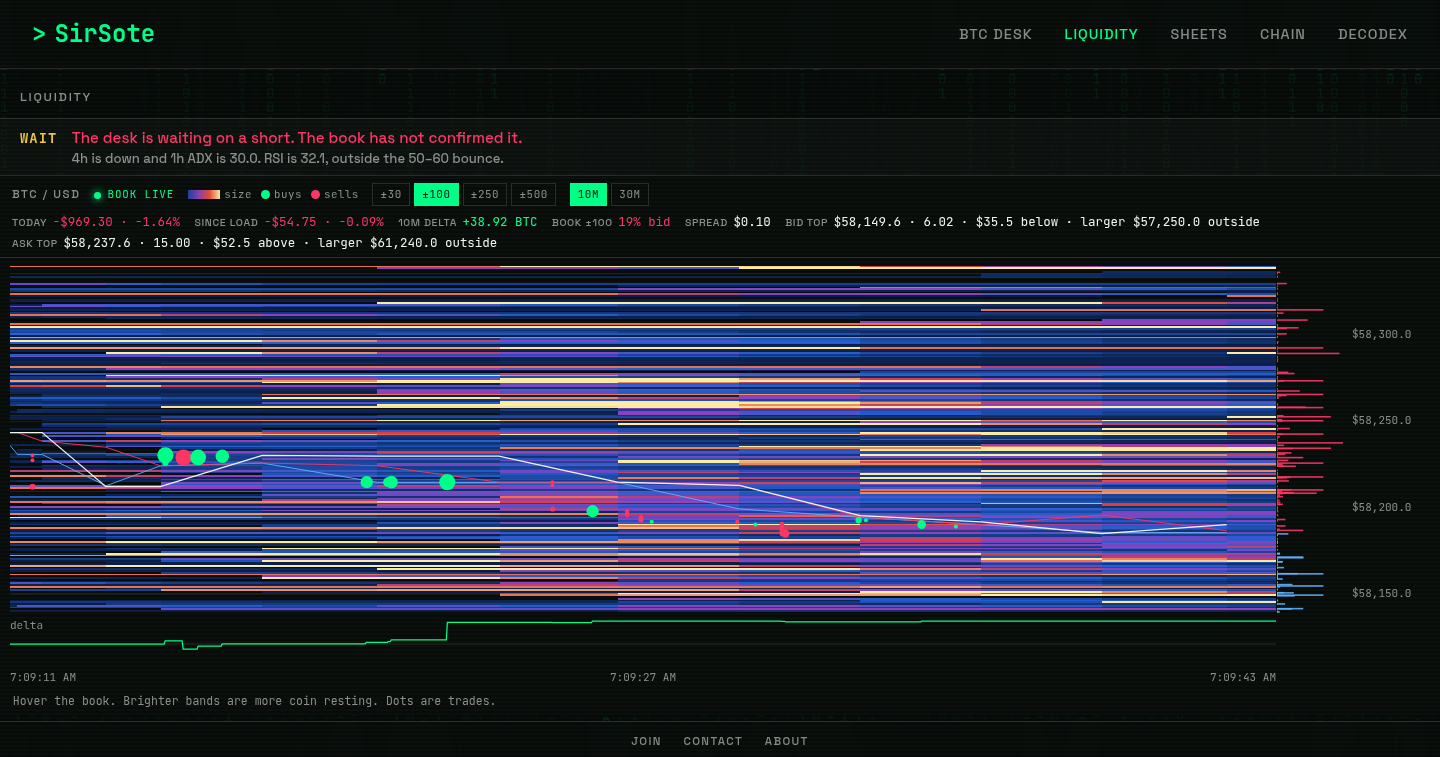 > SirSote
BTC DESK LIQUIDITY SHEETS CHAIN DECODEX
LIQUIDITY
WAIT The desk is waiting on a short. The book has not confirmed it.
4h is down and 1h ADX is 30.0. RSI is 32.1, outside the 50–60 bounce.
BTC / USD BOOK LIVE size buys sells ±30 ±100 ±250 ±500 10M 30M
TODAY -$969.30 · -1.64% SINCE LOAD -$54.75 · -0.09% 10M DELTA +38.92 BTC BOOK ±100 19% bid SPREAD $0.10 BID TOP $58,149.6 · 6.02 · $35.5 below · larger $57,250.0 outside
ASK TOP $58,237.6 · 15.00 · $52.5 above · larger $61,240.0 outside
$58,300.0
$58,250.0
$58,200.0
$58,150.0
delta
7:09:11 AM 7:09:27 AM 7:09:43 AM
Hover the book. Brighter bands are more coin resting. Dots are trades.
JOIN CONTACT ABOUT